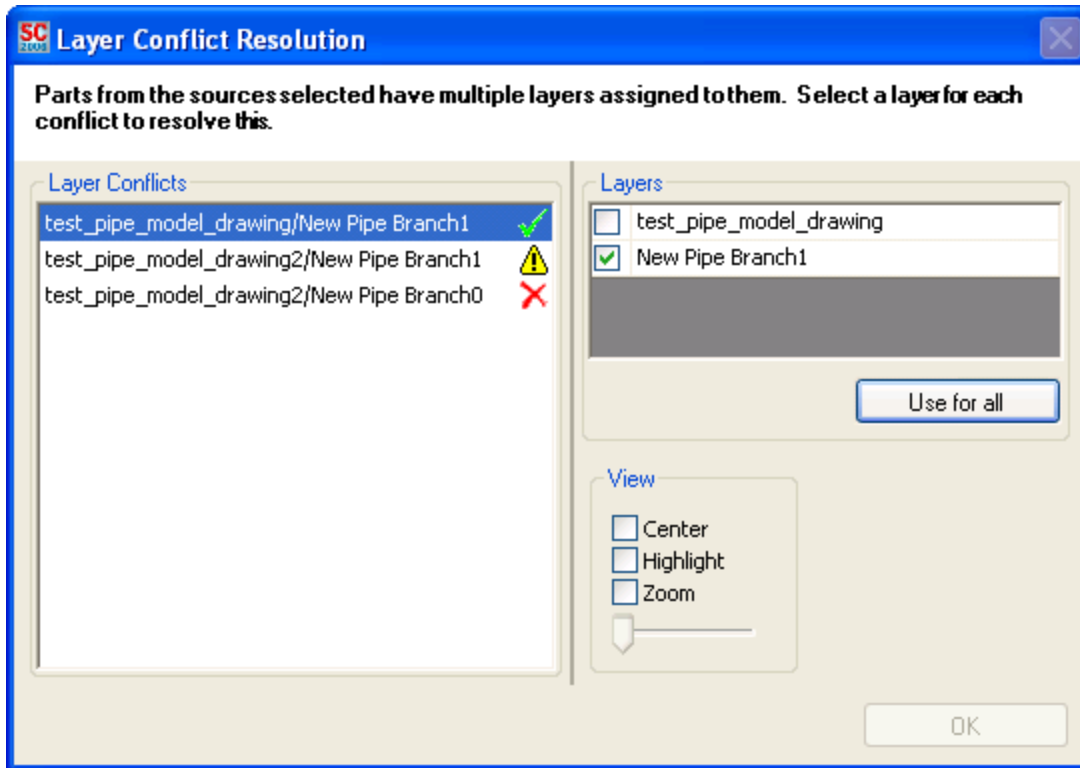 SC 2008 Layer Conflict Resolution
Parts from the sources selected have multiple layers assigned to them. Select a layer for each
conflict to resolve this.
Layer Conflicts
test_pipe_model_drawing/New Pipe Branch1
test_pipe_model_drawing2/New Pipe Branch1
test_pipe_model_drawing2/New Pipe Branch0
Layers
test_pipe_model_drawing
New Pipe Branch1
Use for all
View
Center
Highlight
Zoom
OK